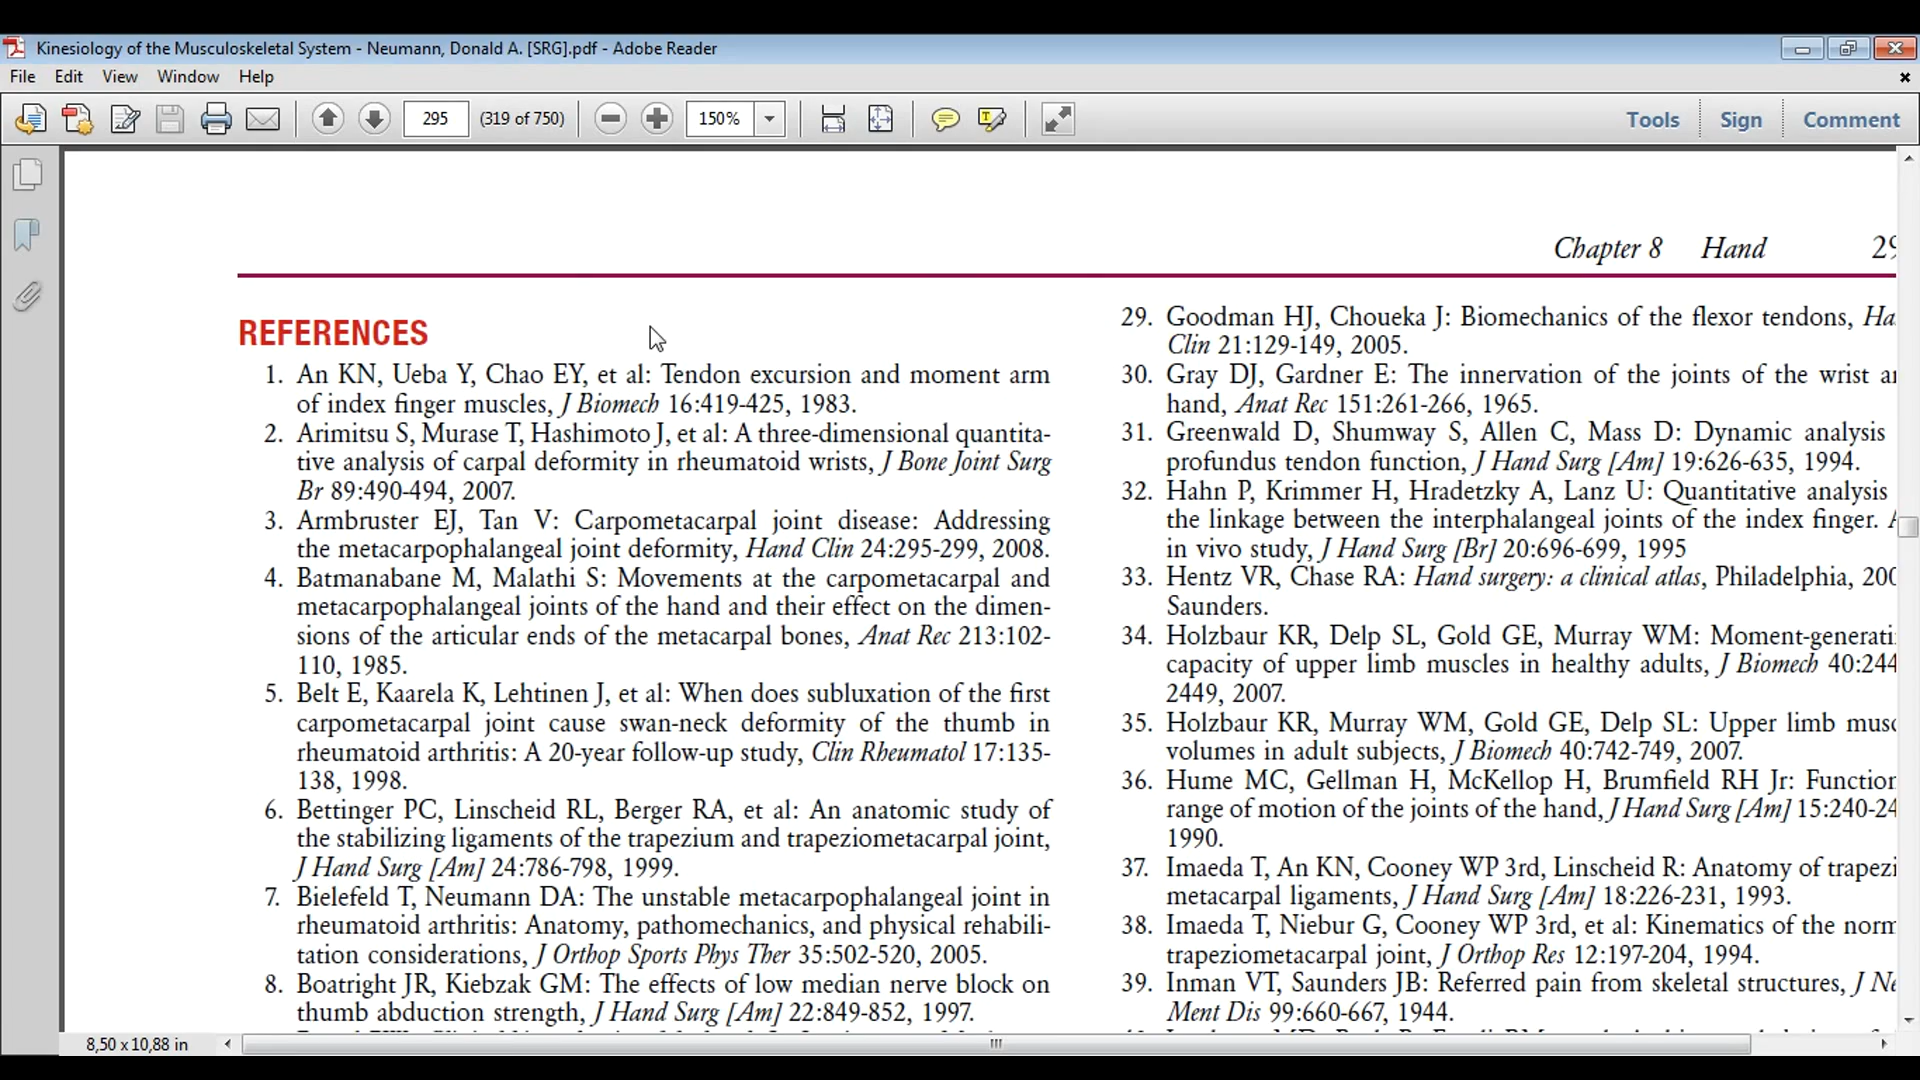 Kinesiology of the Musculoskeletal System - Neumann, Donald A. [SRG].pdf - Adobe Reader
File Edit View Window Help
295 (319 of 750) 150% Tools Sign Comment
Chapter 8 Hand
REFERENCES
1. An KN, Ueba Y, Chao EY, et al: Tendon excursion and moment arm
of index finger muscles, J Biomech 16:419-425, 1983.
2. Arimitsu S, Murase T, Hashimoto J, et al: A three-dimensional quantita-
tive analysis of carpal deformity in rheumatoid wrists, J Bone Joint Surg
Br 89:490-494, 2007.
3. Armbruster EJ, Tan V: Carpometacarpal joint disease: Addressing
the metacarpophalangeal joint deformity, Hand Clin 24:295-299, 2008.
4. Batmanabane M, Malathi S: Movements at the carpometacarpal and
metacarpophalangeal joints of the hand and their effect on the dimen-
sions of the articular ends of the metacarpal bones, Anat Rec 213:102-
110, 1985.
5. Belt E, Kaarela K, Lehtinen J, et al: When does subluxation of the first
carpometacarpal joint cause swan-neck deformity of the thumb in
rheumatoid arthritis: A 20-year follow-up study, Clin Rheumatol 17:135-
138, 1998.
6. Bettinger PC, Linscheid RL, Berger RA, et al: An anatomic study of
the stabilizing ligaments of the trapezium and trapeziometacarpal joint,
J Hand Surg [Am] 24:786-798, 1999.
7. Bielefeld T, Neumann DA: The unstable metacarpophalangeal joint in
rheumatoid arthritis: Anatomy, pathomechanics, and physical rehabili-
tation considerations, J Orthop Sports Phys Ther 35:502-520, 2005.
8. Boatright JR, Kiebzak GM: The effects of low median nerve block on
thumb abduction strength, J Hand Surg [Am] 22:849-852, 1997.
29. Goodman HJ, Choueka J: Biomechanics of the flexor tendons,
Clin 21:129-149, 2005.
30. Gray DJ, Gardner E: The innervation of the joints of the wrist
hand, Anat Rec 151:261-266, 1965.
31. Greenwald D, Shumway S, Allen C, Mass D: Dynamic analysis
profundus tendon function, J Hand Surg [Am] 19:626-635, 1994.
32. Hahn P, Krimmer H, Hradetzky A, Lanz U: Quantitative analysis
the linkage between the interphalangeal joints of the index finger.
in vivo study, J Hand Surg [Br] 20:696-699, 1995
33. Hentz VR, Chase RA: Hand surgery: a clinical atlas, Philadelphia,
Saunders.
34. Holzbaur KR, Delp SL, Gold GE, Murray WM:
capacity of upper limb muscles in healthy adults, J Biomech
2449, 2007.
35. Holzbaur KR, Murray WM, Gold GE, Delp SL: Upper limb
volumes in adult subjects, J Biomech 40:742-749, 2007.
36. Hume MC, Gellman H, McKellop H, Brumfield RH Jr:
range of motion of the joints of the hand, J Hand Surg [Am]
1990.
37. Imaeda T, An KN, Cooney WP 3rd, Linscheid R: Anatomy of
metacarpal ligaments, J Hand Surg [Am] 18:226-231, 1993.
38. Imaeda T, Niebur G, Cooney WP 3rd, et al: Kinematics of the
trapeziometacarpal joint, J Orthop Res 12:197-204, 1994.
39. Inman VT, Saunders JB: Referred pain from skeletal structures, J
Ment Dis 99:660-667, 1944.
8,50 x 10,88 in